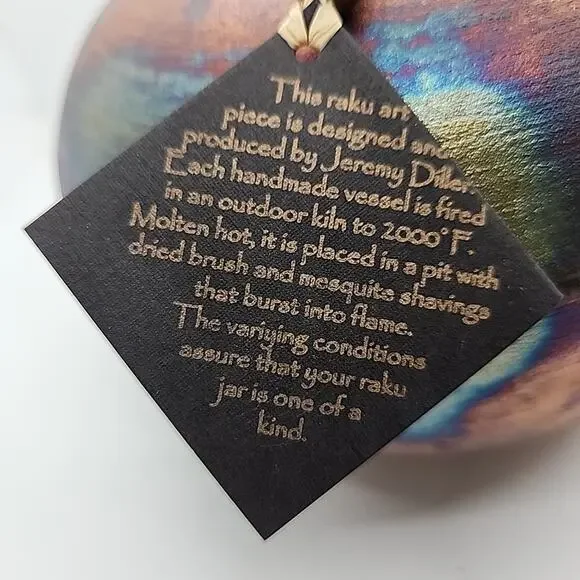 This raku art
piece is designed and
produced by Jeremy Diller.
Each handmade vessel is fired
in an outdoor kiln to 2000° F.
Molten hot, it is placed in a pit with
dried brush and mesquite shavings
that burst into flame.
The variying conditions
assure that your raku
jar is one of a
kind.